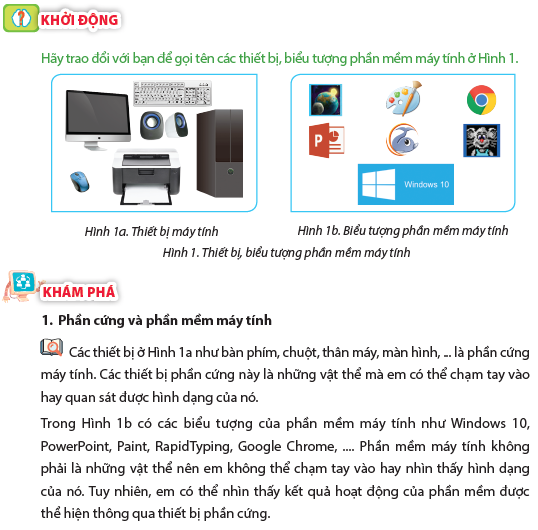 KHỞI ĐỘNG
Hãy trao đổi với bạn để gọi tên các thiết bị, biểu tượng phần mềm máy tính ở Hình 1.
P
Windows 10
Hình 1a. Thiết bị máy tính
Hình 1b. Biểu tượng phần mềm máy tính
Hình 1. Thiết bị, biểu tượng phần mềm máy tính
KHÁM PHÁ
1. Phần cứng và phần mềm máy tính
Các thiết bị ở Hình 1a như bàn phím, chuột, thân máy, màn hình, ... là phần cứng
máy tính. Các thiết bị phần cứng này là những vật thể mà em có thể chạm tay vào
hay quan sát được hình dạng của nó.
Trong Hình 1b có các biểu tượng của phần mềm máy tính như Windows 10,
PowerPoint, Paint, RapidTyping, Google Chrome, .... Phần mềm máy tính không
phải là những vật thể nên em không thể chạm tay vào hay nhìn thấy hình dạng
của nó. Tuy nhiên, em có thể nhìn thấy kết quả hoạt động của phần mềm được
thể hiện thông qua thiết bị phần cứng.